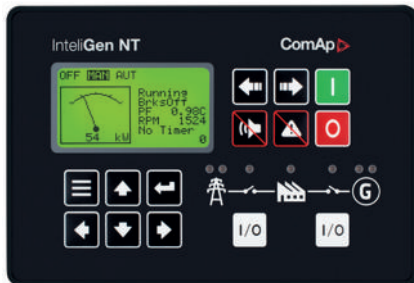 InteliGen NT
ComAp
OFF MAN AUT
Running
BrksOff
PF 0.98C
RPM 1524
No Timer
54 kW
0
I
O
G
I/O
I/O